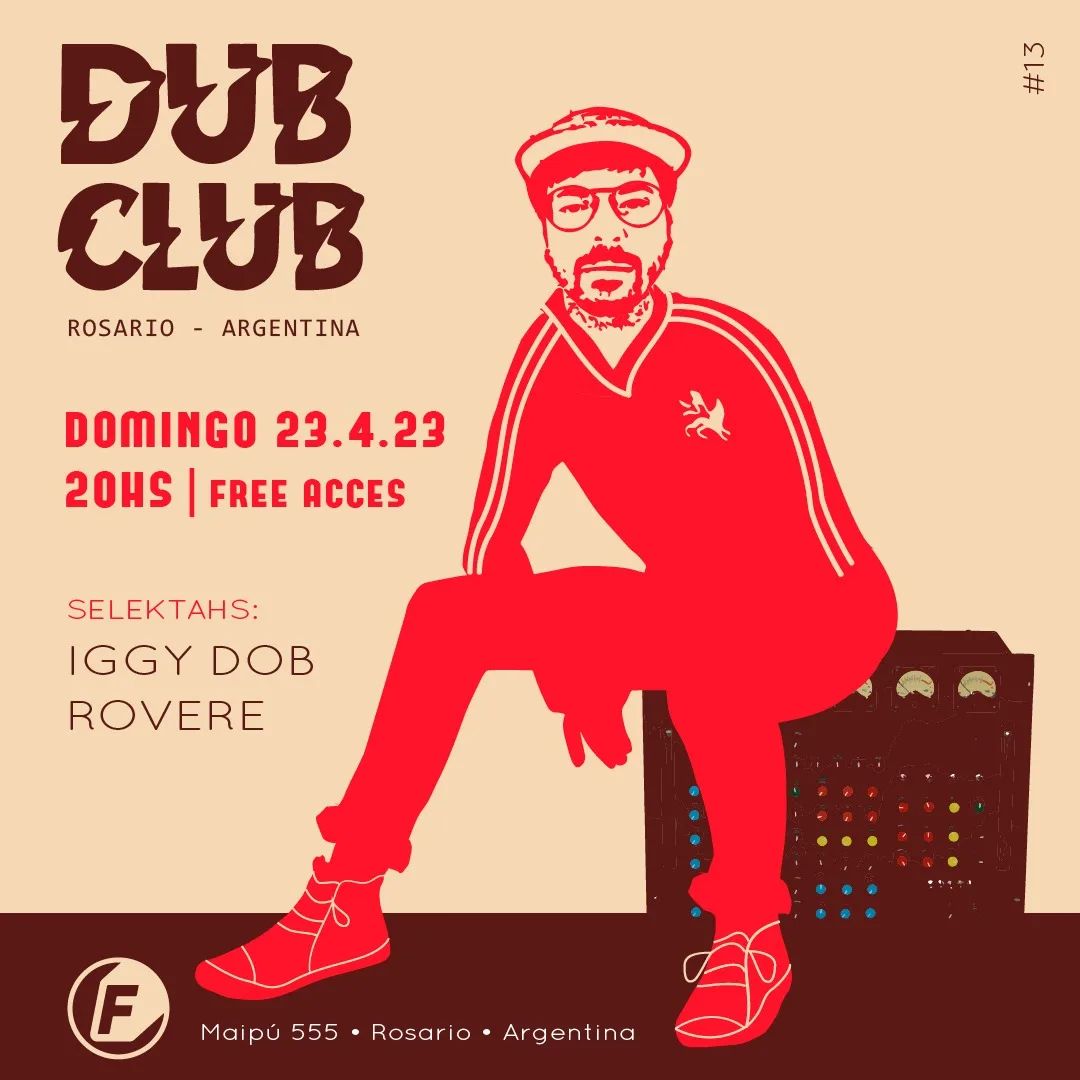 DUB
CLUB
ROSARIO - ARGENTINA
#13
DOMINGO 23.4.23
20HS | FREE ACCES
SELEKTAHS:
IGGY DOB
ROVERE
F
Maipú 555 • Rosario • Argentina